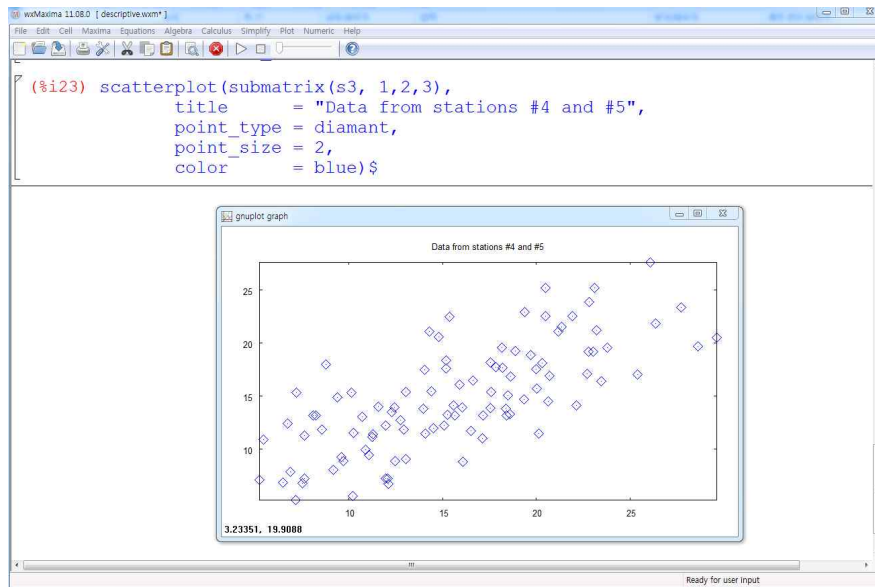 wxMaxima 11.08.0 [ descriptive.wxm* ]
File Edit Cell Maxima Equations Algebra Calculus Simplify Plot Numeric Help
(%i23) scatterplot(submatrix(s3, 1,2,3),
title = "Data from stations #4 and #5",
point_type = diamant,
point_size = 2,
color = blue)$
gnuplot graph
Data from stations #4 and #5
25
20
15
10
10 15 20 25
3.23351, 19.9088
Ready for user input